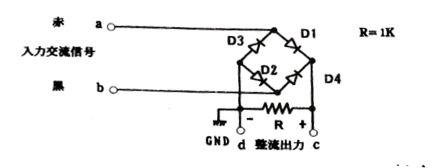 赤 a
D3 D1 R=1K
入力交流信号
D2
黒 b D4
- R +
GND d 整流出力 c